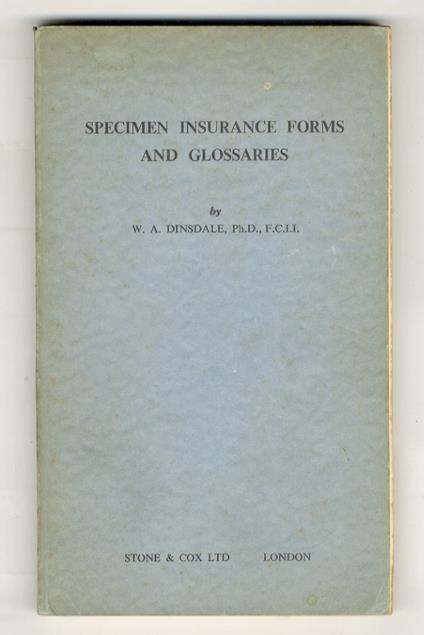 SPECIMEN INSURANCE FORMS
AND GLOSSARIES
by
W. A. DINSDALE, Ph.D., F.C.I.I.
STONE & COX LTD LONDON